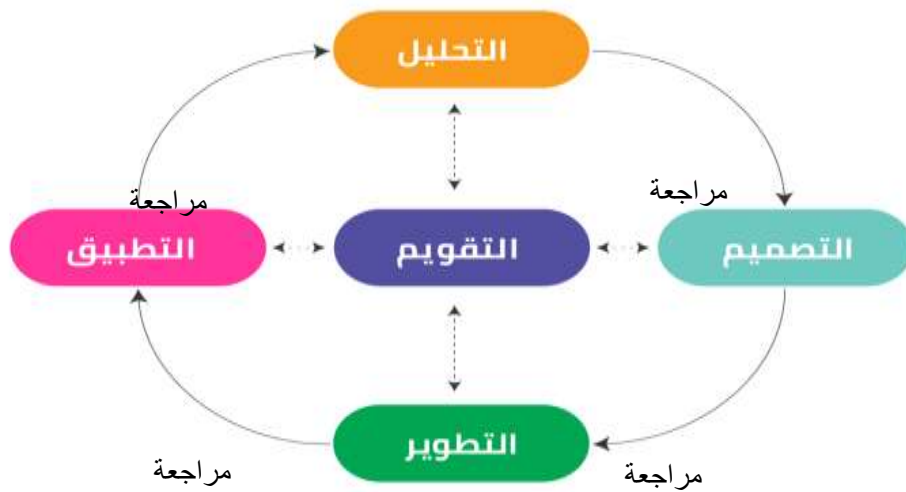 التحليل
مراجعة
مراجعة
التصميم
التقويم
التطبيق
التطوير
مراجعة
مراجعة